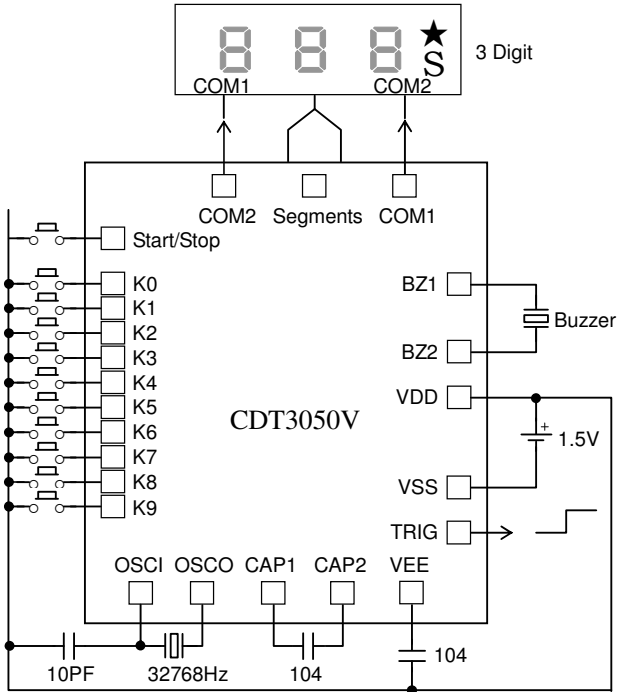 ★
S
3 Digit
COM1
COM2
COM2
Segments
COM1
Start/Stop
K0
K1
K2
K3
K4
K5
K6
K7
K8
K9
CDT3050V
BZ1
BZ2
Buzzer
VDD
+
1.5V
VSS
TRIG
OSCI
OSCO
CAP1
CAP2
VEE
10PF
32768Hz
104
104